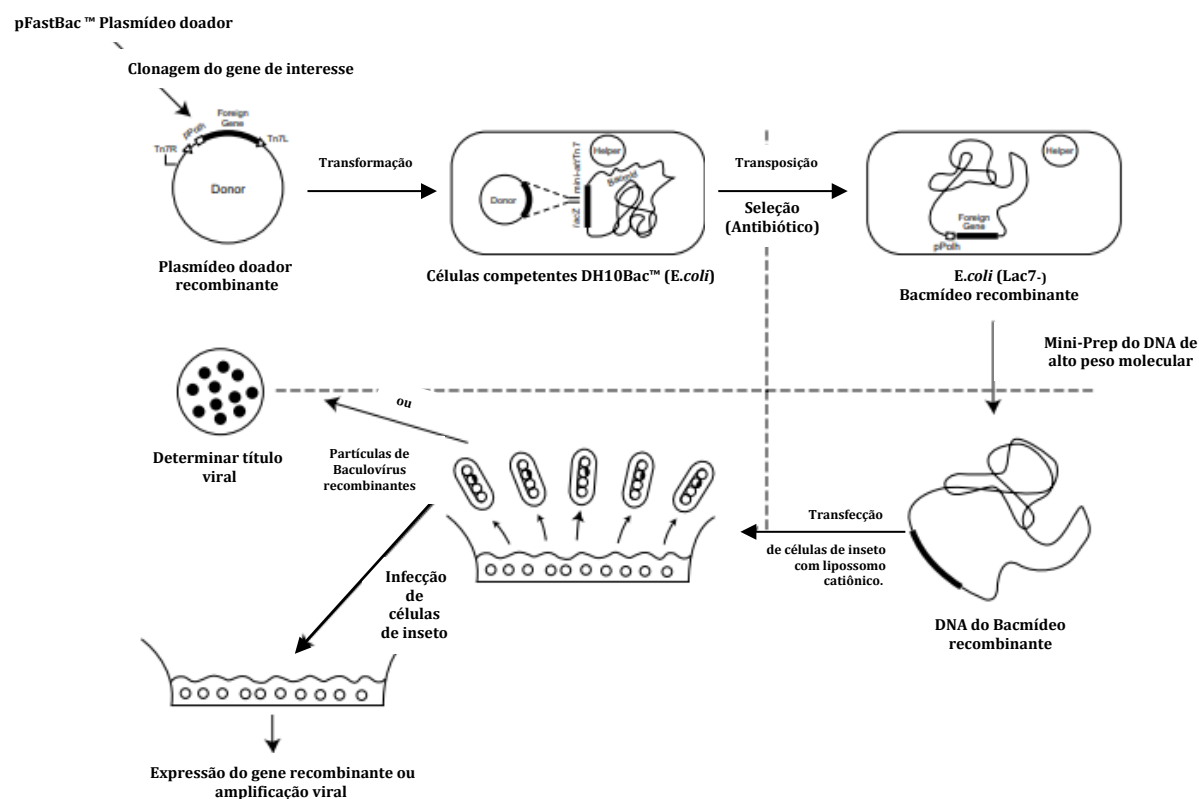 pFastBac ™ Plasmídeo doador
Clonagem do gene de interesse
Tn7R
pPolh
Foreign
Gene
Tn7L
Donor
Plasmídeo doador
recombinante
Transformação
Donor
lacZ
mini-attTn7
Helper
Bacmid
Células competentes DH10Bac™ (E.coli)
Transposição
Seleção
(Antibiótico)
Helper
Foreign
Gene
pPolh
E.coli (Lac7-)
Bacmídeo recombinante
Mini-Prep do DNA de
alto peso molecular
Determinar título
viral
ou
Partículas de
Baculovírus
recombinantes
Transfecção
de células de inseto
com lipossomo
catiônico.
DNA do Bacmídeo
recombinante
Infecção
de
células
de inseto
Expressão do gene recombinante ou
amplificação viral